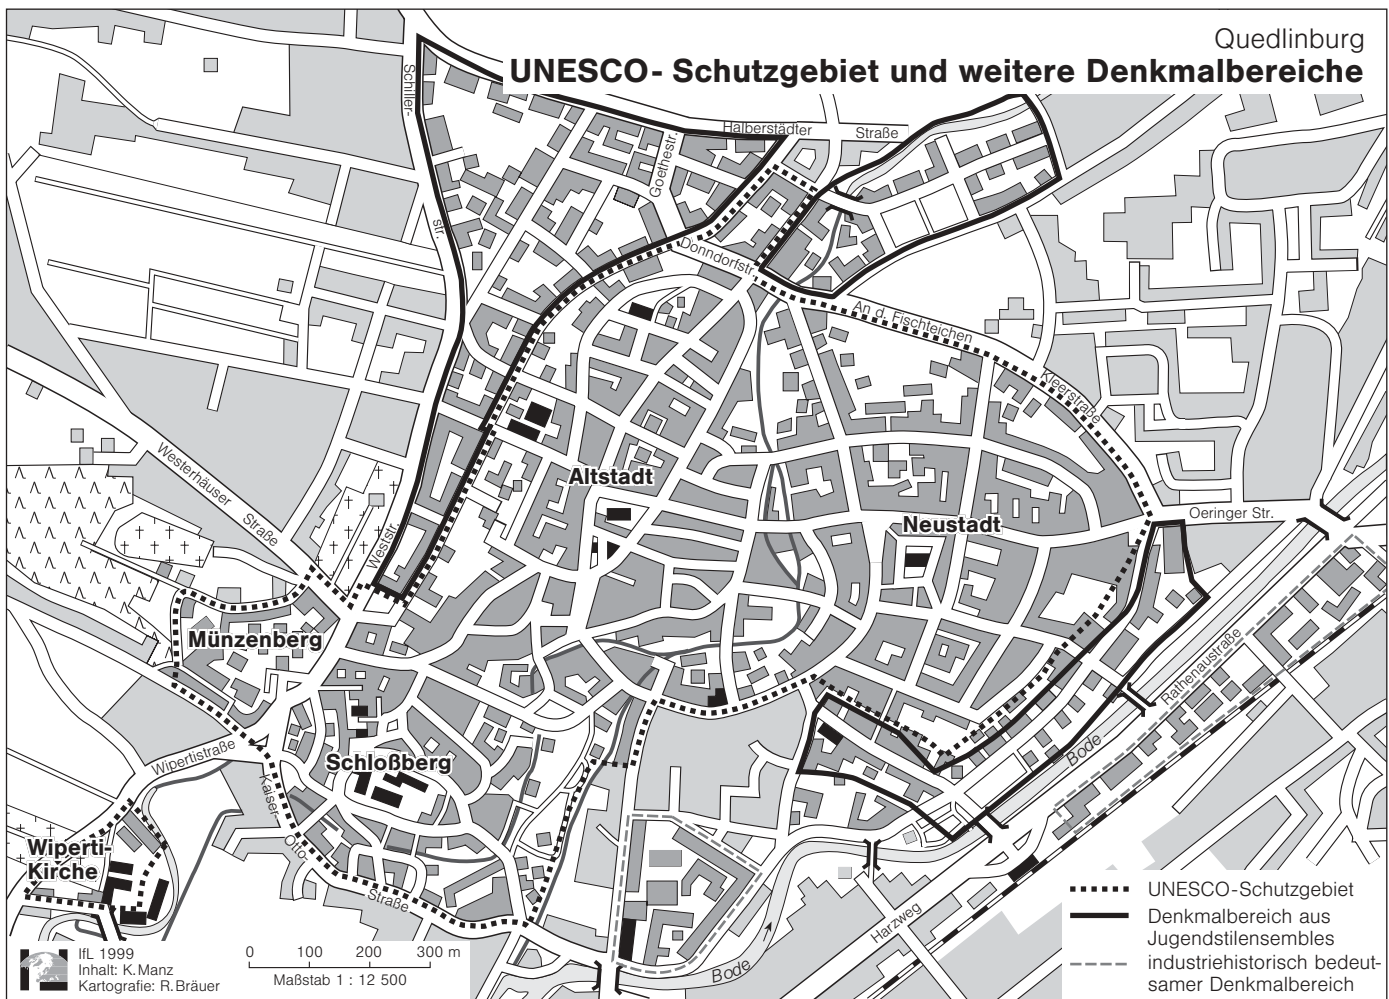 Quedlinburg
UNESCO- Schutzgebiet und weitere Denkmalbereiche
Schiller-
str.
Halberstädter
Straße
Goethestr.
Donndorfstr.
An d. Fischteichen
Kleerstraße
Westerhäuser
Straße
Weststr.
Altstadt
Neustadt
Oeringer Str.
Münzenberg
Rathenaustraße
Bode
Wipertistraße
Schloßberg
Kaiser-
Otto-
Straße
Wiperti-
Kirche
Harzweg
Bode
UNESCO-Schutzgebiet
Denkmalbereich aus
Jugendstilensembles
industriehistorisch bedeut-
samer Denkmalbereich
IfL 1999
Inhalt: K. Manz
Kartografie: R. Bräuer
0 100 200 300 m
Maßstab 1 : 12 500